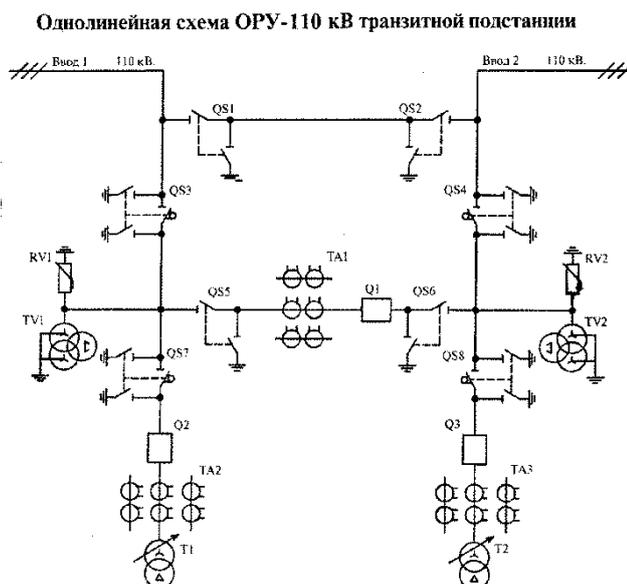 Однолинейная схема ОРУ-110 кВ транзитной подстанции
Ввод 1 110 кВ.
Ввод 2 110 кВ.
QS1
QS2
QS3
QS4
RV1
TA1
RV2
QS5
Q1
QS6
TV1
TV2
QS7
QS8
Q2
Q3
TA2
TA3
T1
T2